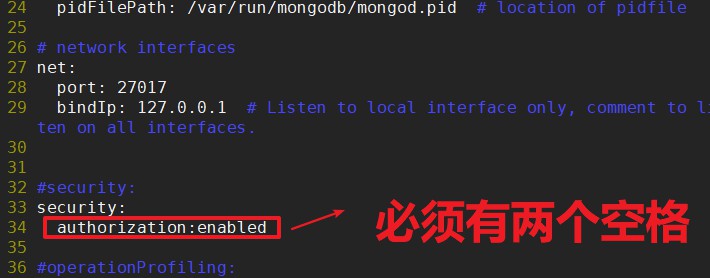 24   pidFilePath: /var/run/mongodb/mongod.pid  # location of pidfile
25
26 # network interfaces
27 net:
28   port: 27017
29   bindIp: 127.0.0.1  # Listen to local interface only, comment to lis
ten on all interfaces.
30
31
32 #security:
33 security:
34   authorization:enabled
必须有两个空格
35
36 #operationProfiling: